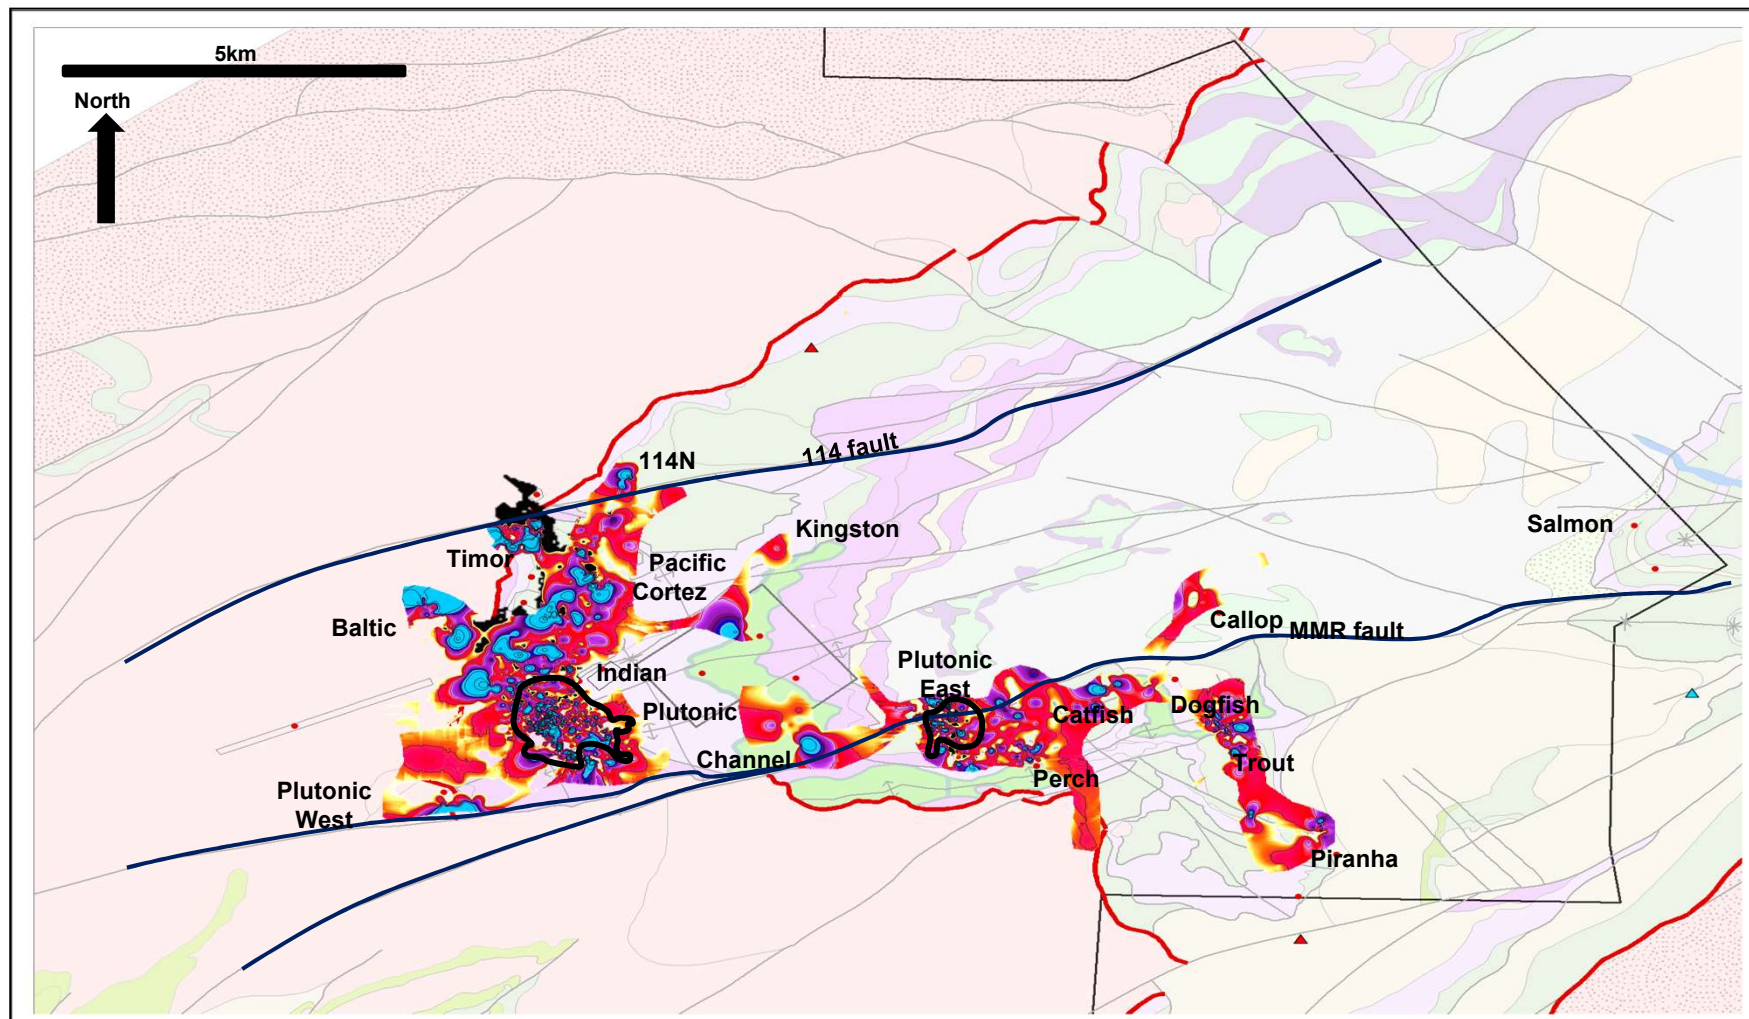 5km
North
114N
114 fault
Kingston
Salmon
Timor
Pacific
Cortez
Baltic
Callop
MMR fault
Indian
Plutonic
East
Plutonic
Catfish
Dogfish
Channel
Trout
Perch
Plutonic
West
Piranha